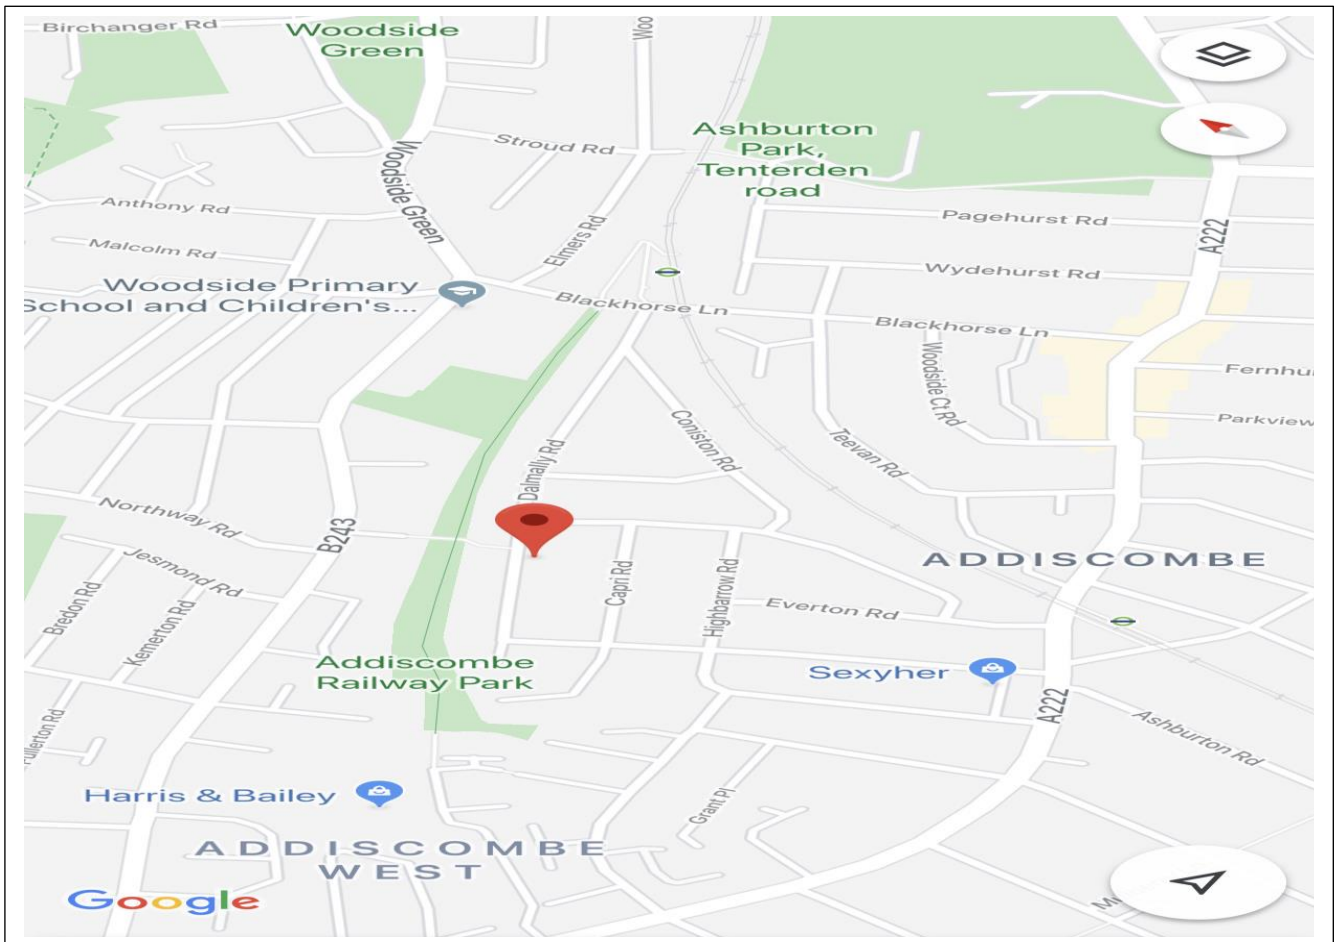 Birchanger Rd
Woodside
Green
Woo
Stroud Rd
Ashburton
Park,
Tenterden
road
Woodside Green
Anthony Rd
Malcolm Rd
Elmers Rd
Pagehurst Rd
A222
Wydehurst Rd
Woodside Primary
School and Children's...
Blackhorse Ln
Blackhorse Ln
Woodside Ct Rd
Fernhu
Parkview
Coniston Rd
Teevan Rd
Dalmally Rd
Northway Rd
B243
Jesmond Rd
Bredon Rd
Kemerton Rd
Capri Rd
Highbarrow Rd
ADDISCOMBE
Everton Rd
Addiscombe
Railway Park
Sexyher
A222
Ashburton Rd
Fullerton Rd
Harris & Bailey
Grant Pl
ADDISCOMBE
WEST
Google